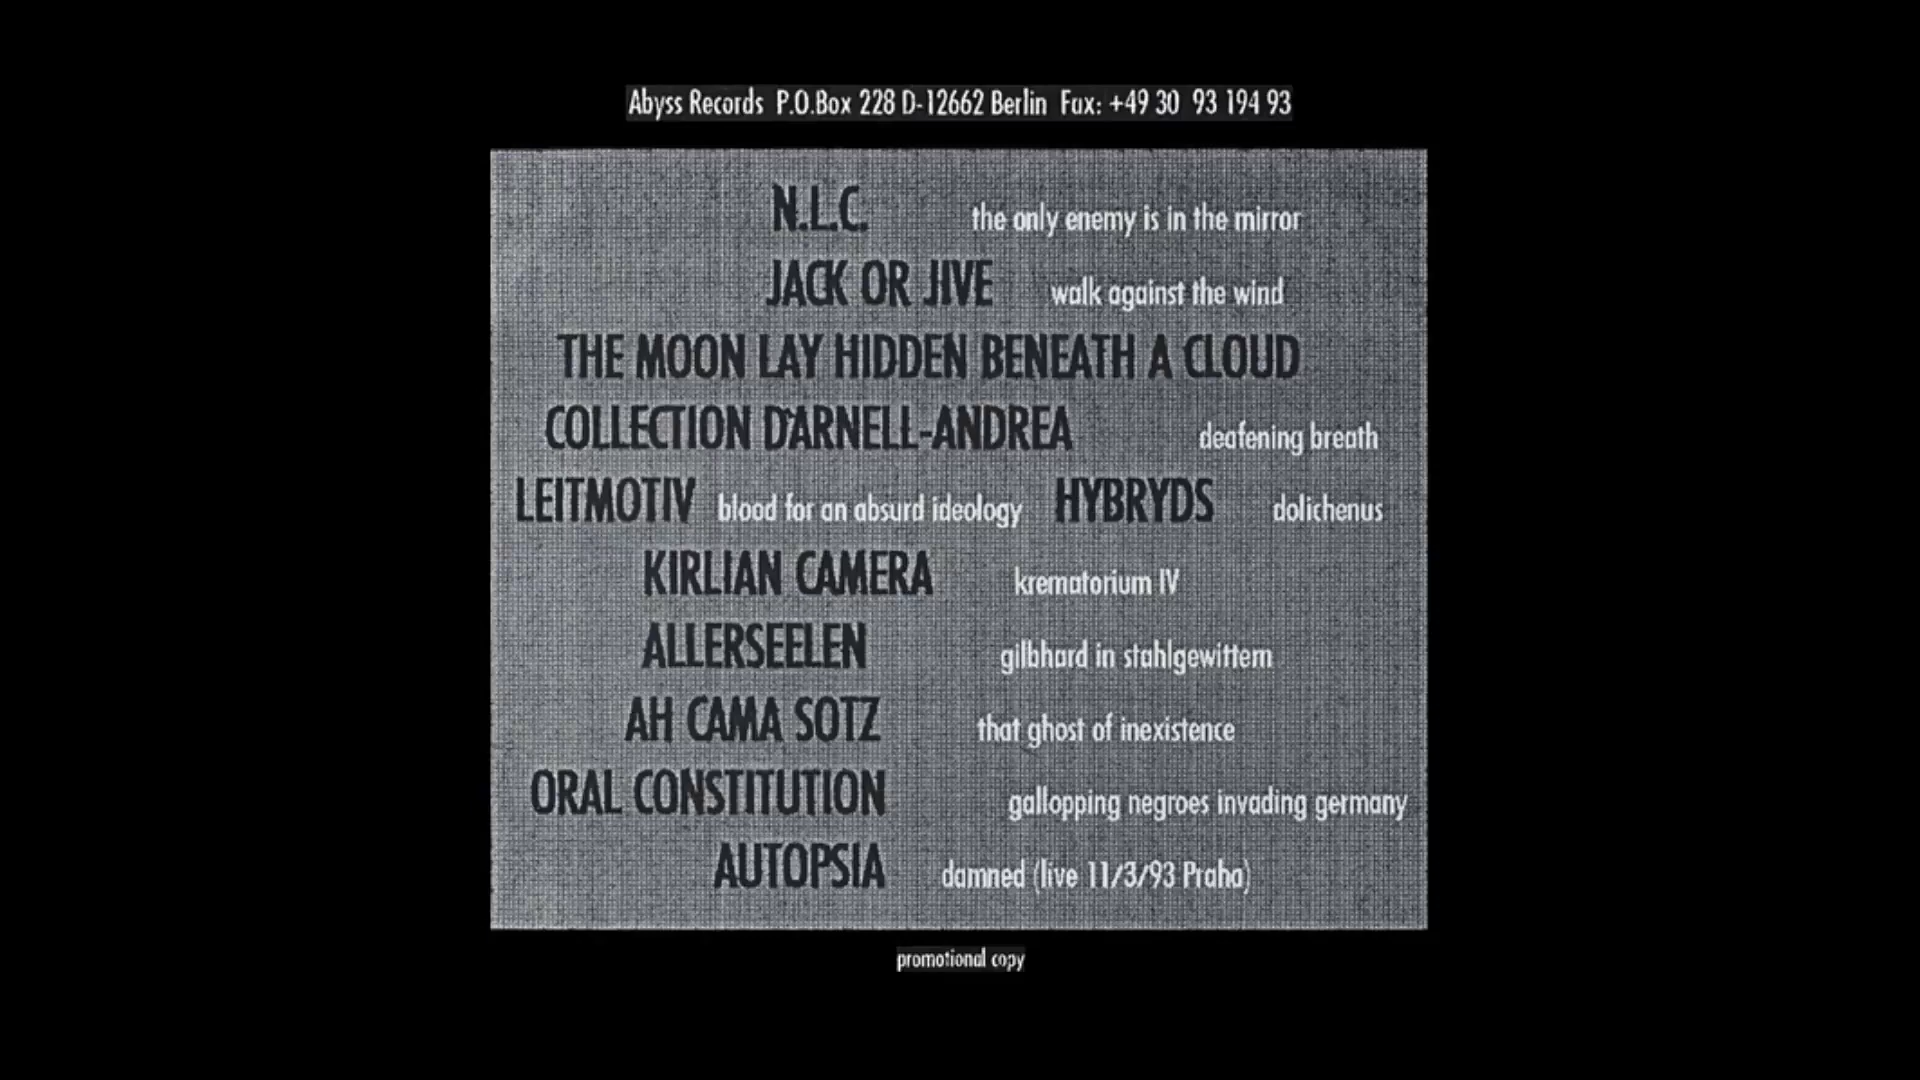 Abyss Records P.O.Box 228 D-12662 Berlin Fax: +49 30 93 194 93
N.L.C. the only enemy is in the mirror
JACK OR JIVE walk against the wind
THE MOON LAY HIDDEN BENEATH A CLOUD
COLLECTION D'ARNELL-ANDREA deafening breath
LEITMOTIV blood for an absurd ideology HYBRYDS dolichenus
KIRLIAN CAMERA krematorium IV
ALLERSEELEN gilbhard in stahlgewittern
AH CAMA SOTZ that ghost of inexistence
ORAL CONSTITUTION gallopping negroes invading germany
AUTOPSIA damned (live 11/3/93 Praha)
promotional copy